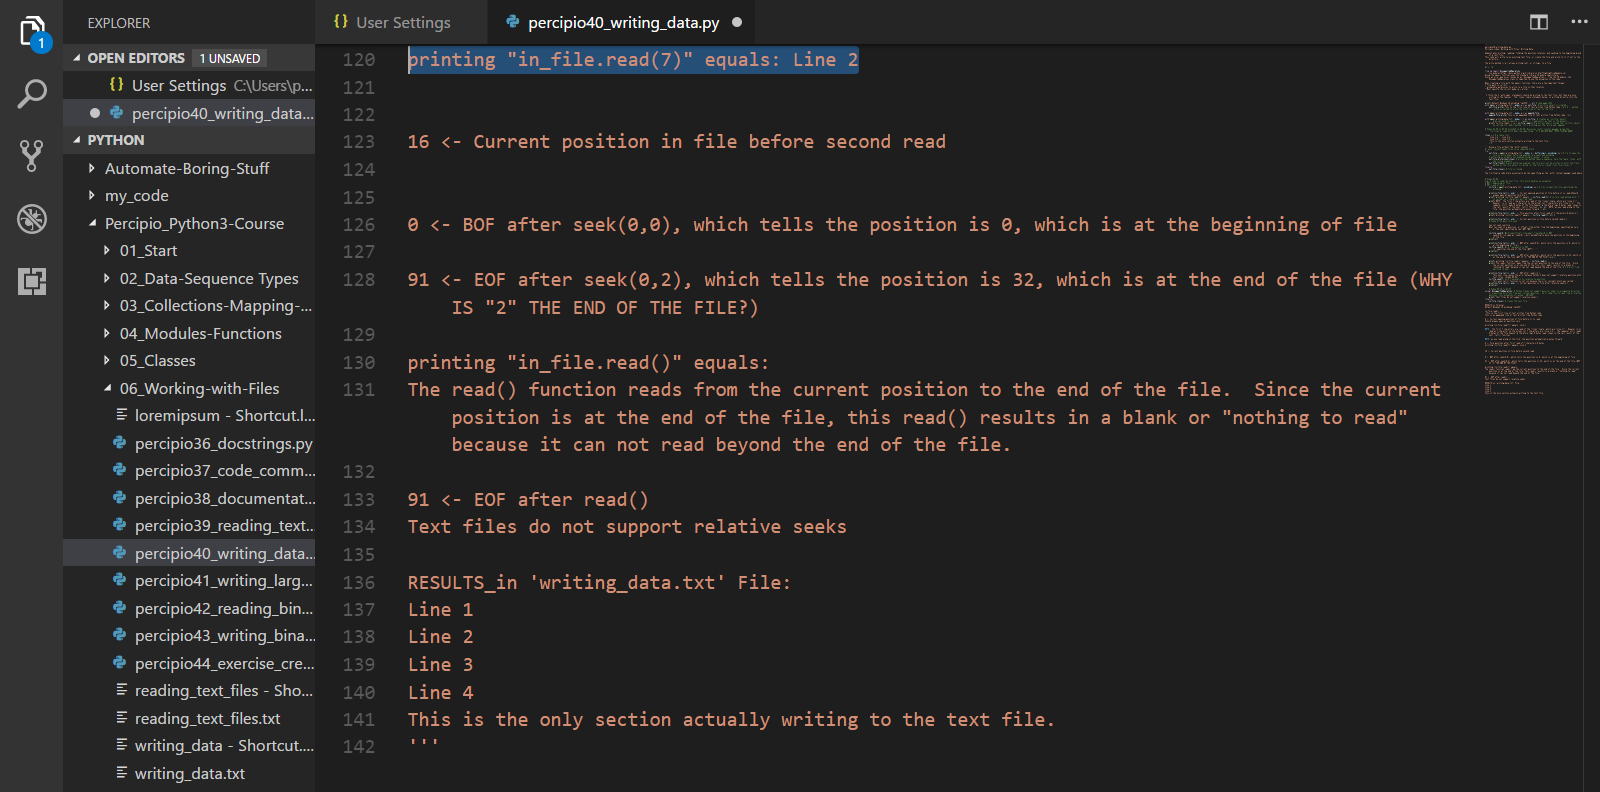 EXPLORER
OPEN EDITORS 1 UNSAVED
{} User Settings C:\Users\p...
percipio40_writing_data...
PYTHON
Automate-Boring-Stuff
my_code
Percipio_Python3-Course
01_Start
02_Data-Sequence Types
03_Collections-Mapping-...
04_Modules-Functions
05_Classes
06_Working-with-Files
loremipsum - Shortcut.l...
percipio36_docstrings.py
percipio37_code_comm...
percipio38_documentat...
percipio39_reading_text...
percipio40_writing_data...
percipio41_writing_larg...
percipio42_reading_bin...
percipio43_writing_bina...
percipio44_exercise_cre...
reading_text_files - Sho...
reading_text_files.txt
writing_data - Shortcut....
writing_data.txt
1
{} User Settings
percipio40_writing_data.py
120 printing "in_file.read(7)" equals: Line 2
121
122
123 16 <- Current position in file before second read
124
125
126 0 <- BOF after seek(0,0), which tells the position is 0, which is at the beginning of file
127
128 91 <- EOF after seek(0,2), which tells the position is 32, which is at the end of the file (WHY
IS "2" THE END OF THE FILE?)
129
130 printing "in_file.read()" equals:
131 The read() function reads from the current position to the end of the file.  Since the current
position is at the end of the file, this read() results in a blank or "nothing to read"
because it can not read beyond the end of the file.
132
133 91 <- EOF after read()
134 Text files do not support relative seeks
135
136 RESULTS_in 'writing_data.txt' File:
137 Line 1
138 Line 2
139 Line 3
140 Line 4
141 This is the only section actually writing to the text file.
142 '''